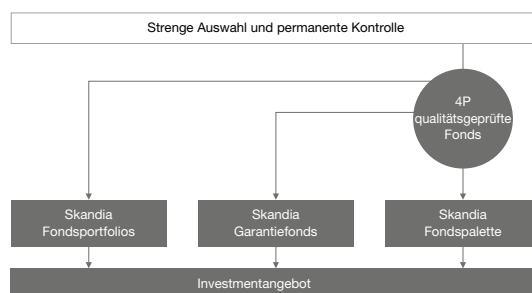 Strenge Auswahl und permanente Kontrolle
4P
qualitätsgeprüfte
Fonds
Skandia
Fondsportfolios
Skandia
Garantiefonds
Skandia
Fondspalette
Investmentangebot